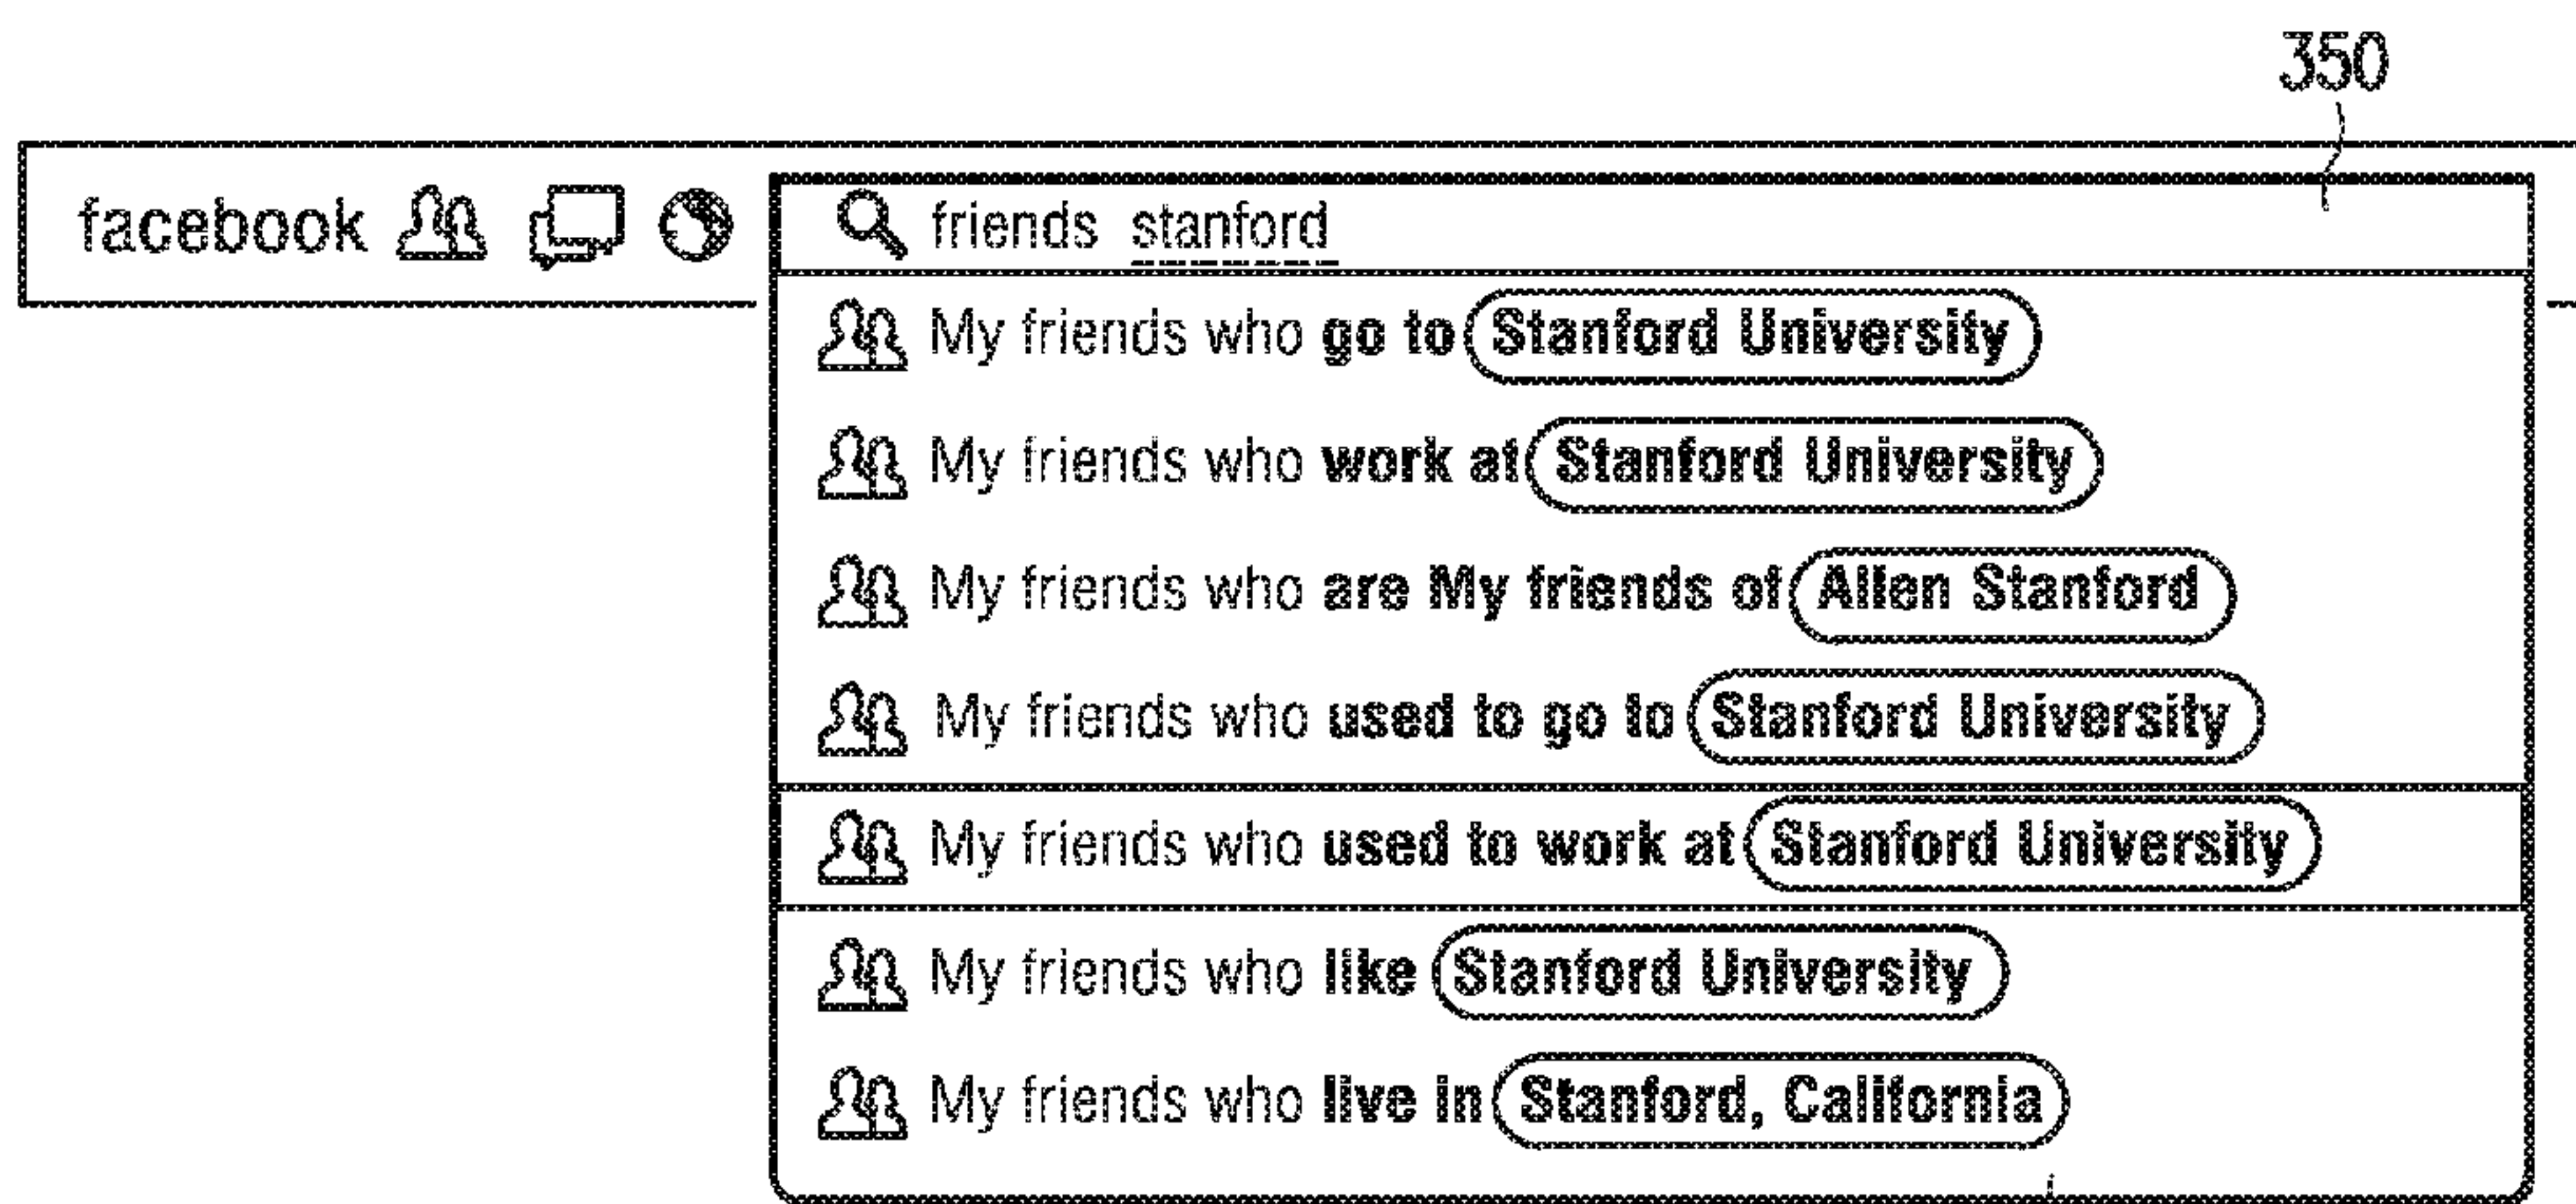 350
facebook friends stanford
My friends who go to Stanford University
My friends who work at Stanford University
My friends who are My friends of Allen Stanford
My friends who used to go to Stanford University
My friends who used to work at Stanford University
My friends who like Stanford University
My friends who live in Stanford, California